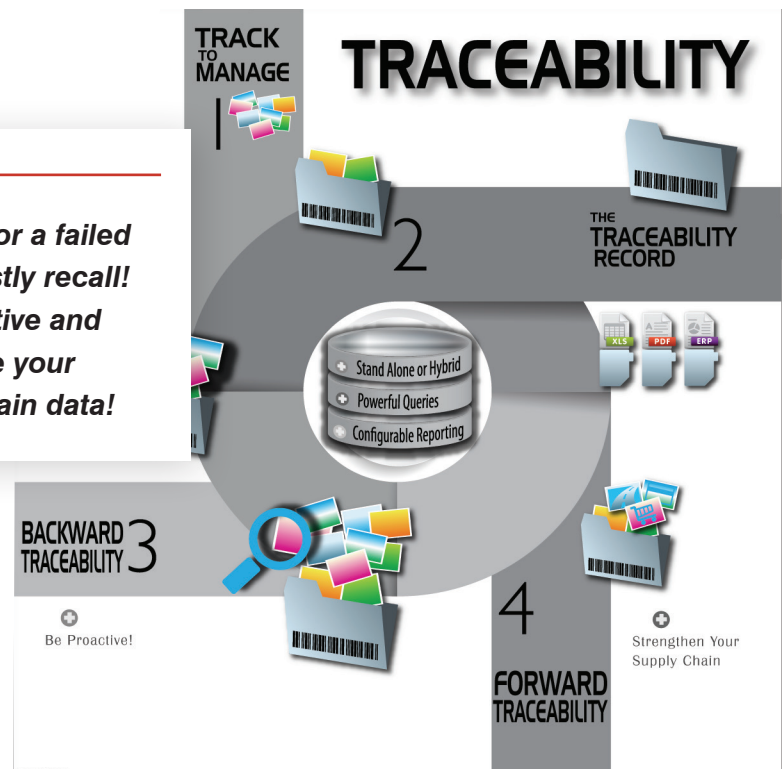 TRACK
TO
MANAGE
1
TRACEABILITY
or a failed
stly recall!
tive and
e your
ain data!
2
THE
TRACEABILITY
RECORD
XLS
PDF
ERP
Stand Alone or Hybrid
Powerful Queries
Configurable Reporting
BACKWARD
TRACEABILITY
3
Be Proactive!
4
FORWARD
TRACEABILITY
Strengthen Your
Supply Chain